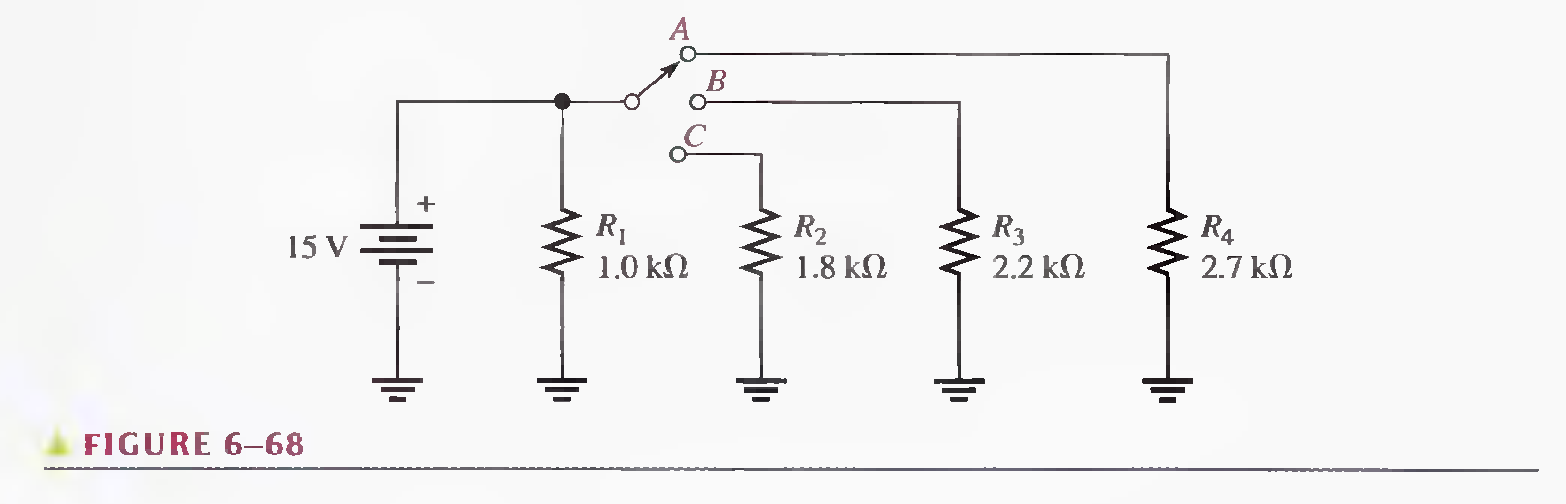 A
B
C
+
15 V
−
R1
1.0 kΩ
R2
1.8 kΩ
R3
2.2 kΩ
R4
2.7 kΩ
FIGURE 6–68